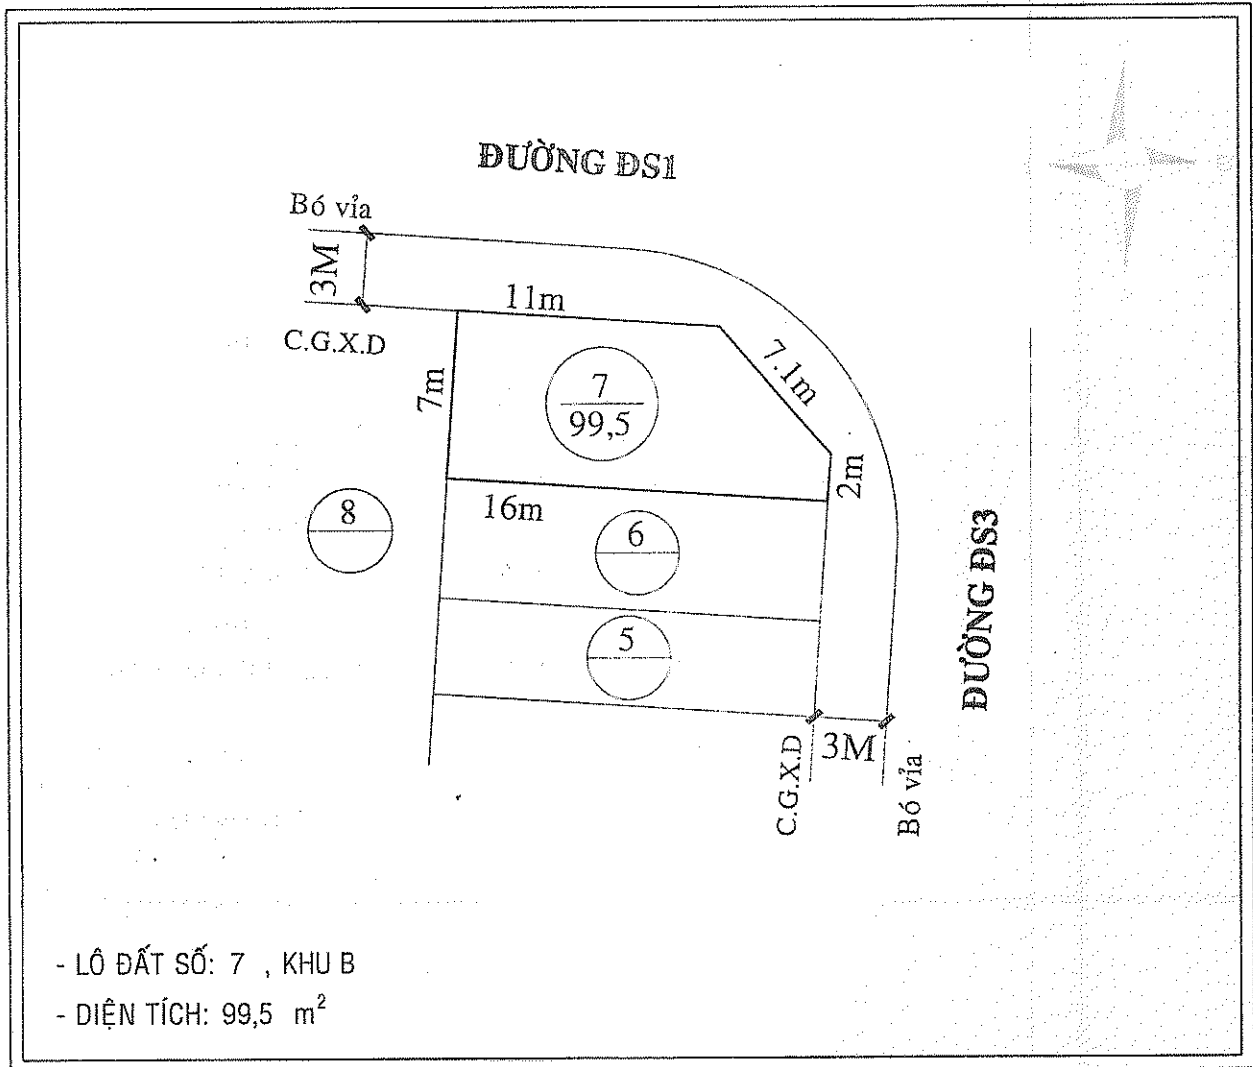 ĐƯỜNG ĐS1
Bó vỉa
3M
C.G.X.D
11m
7.1m
7m
7
99,5
2m
16m
8
6
5
ĐƯỜNG ĐS3
3M
C.G.X.D
Bó vỉa
- LÔ ĐẤT SỐ: 7 , KHU B
- DIỆN TÍCH: 99,5 m²